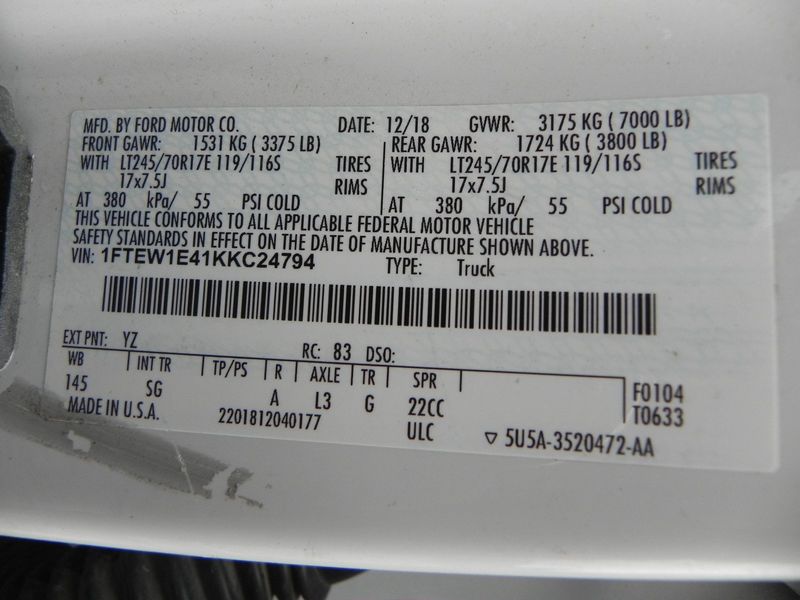 MFD. BY FORD MOTOR CO. DATE: 12/18 GVWR: 3175 KG (7000 LB)
FRONT GAWR: 1531 KG (3375 LB) REAR GAWR: 1724 KG (3800 LB)
WITH LT245/70R17E 119/116S TIRES WITH LT245/70R17E 119/116S TIRES
17x7.5J RIMS 17x7.5J RIMS
AT 380 kPa/ 55 PSI COLD AT 380 kPa/ 55 PSI COLD
THIS VEHICLE CONFORMS TO ALL APPLICABLE FEDERAL MOTOR VEHICLE
SAFETY STANDARDS IN EFFECT ON THE DATE OF MANUFACTURE SHOWN ABOVE.
VIN: 1FTEW1E41KKC24794 TYPE: Truck
EXT PNT: YZ RC: 83 DSO:
WB INT TR TP/PS R AXLE TR SPR F0104
145 SG A L3 G 22CC T0633
MADE IN U.S.A. 2201812040177 ULC ▽ 5U5A-3520472-AA